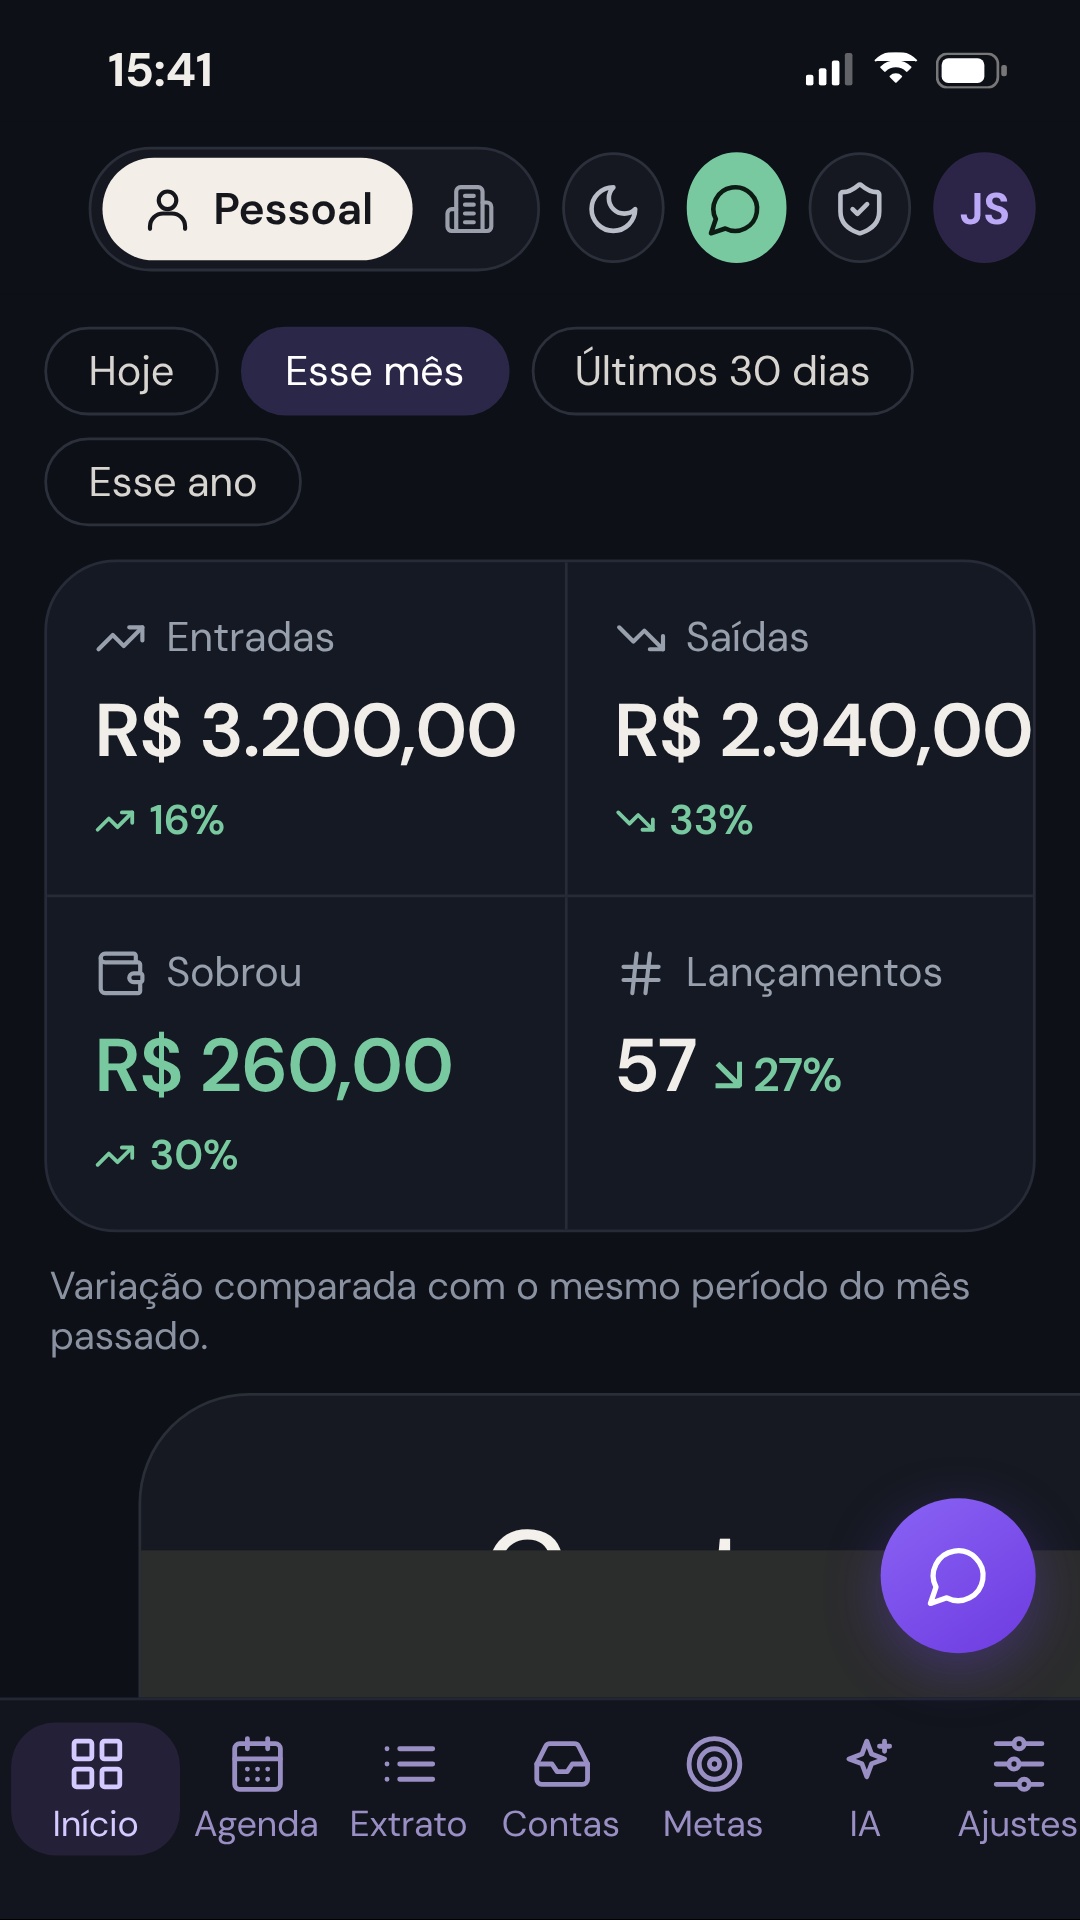 15:41
Pessoal
JS
Hoje
Esse mês
Últimos 30 dias
Esse ano
Entradas
Saídas
R$ 3.200,00
R$ 2.940,00
16%
33%
Sobrou
Lançamentos
R$ 260,00
57 27%
30%
Variação comparada com o mesmo período do mês
passado.
Início
Agenda
Extrato
Contas
Metas
IA
Ajustes